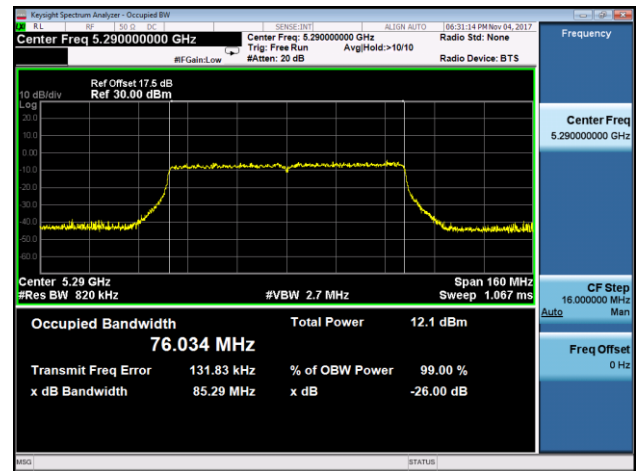 Keysight Spectrum Analyzer - Occupied BW
RL RF 50 Ω DC SENSE:INT ALIGN AUTO 06:31:14 PM Nov 04, 2017
Center Freq 5.290000000 GHz
Center Freq: 5.290000000 GHz Radio Std: None
Trig: Free Run Avg|Hold:>10/10
#IFGain:Low #Atten: 20 dB Radio Device: BTS
Ref Offset 17.5 dB
10 dB/div Ref 30.00 dBm
Log
20.0
10.0
0.00
-10.0
-20.0
-30.0
-40.0
-50.0
-60.0
Center 5.29 GHz Span 160 MHz
#Res BW 820 kHz #VBW 2.7 MHz Sweep 1.067 ms
Occupied Bandwidth Total Power 12.1 dBm
76.034 MHz
Transmit Freq Error 131.83 kHz % of OBW Power 99.00 %
x dB Bandwidth 85.29 MHz x dB -26.00 dB
MSG STATUS
Frequency
Center Freq
5.290000000 GHz
CF Step
16.000000 MHz
Auto Man
Freq Offset
0 Hz